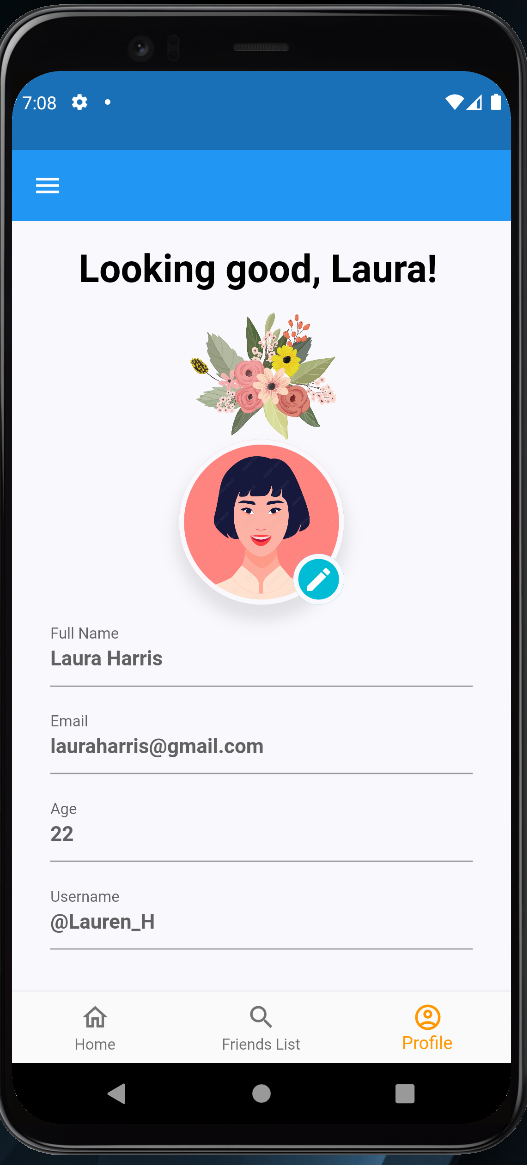 7:08
Looking good, Laura!
Full Name
Laura Harris
Email
lauraharris@gmail.com
Age
22
Username
@Lauren_H
Home
Friends List
Profile